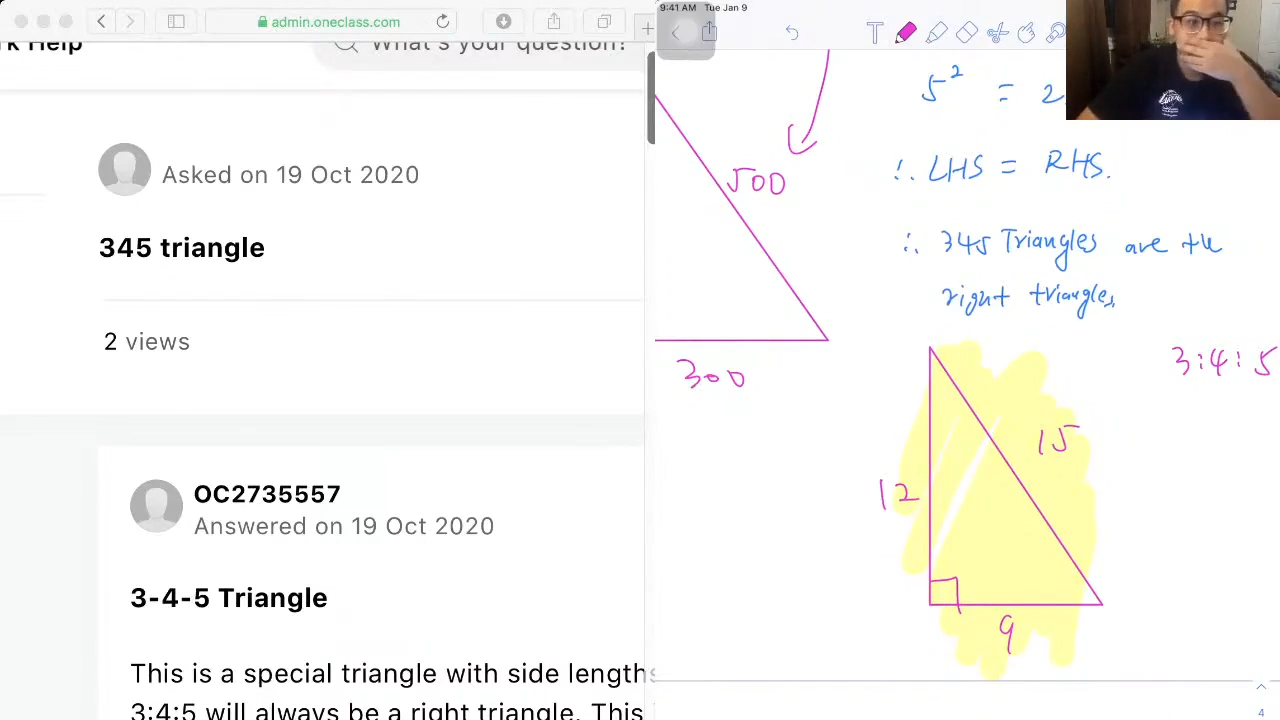 admin.oneclass.com
Help
What's your question?
Asked on 19 Oct 2020
345 triangle
2 views
OC2735557
Answered on 19 Oct 2020
3-4-5 Triangle
This is a special triangle with side lengths
3:4:5 will always be a right triangle. This
9:41 AM Tue Jan 9
T
5² = 2
∴ LHS = RHS.
∴ 345 Triangles are the
right triangles.
500
300
3:4:5
15
12
9
4